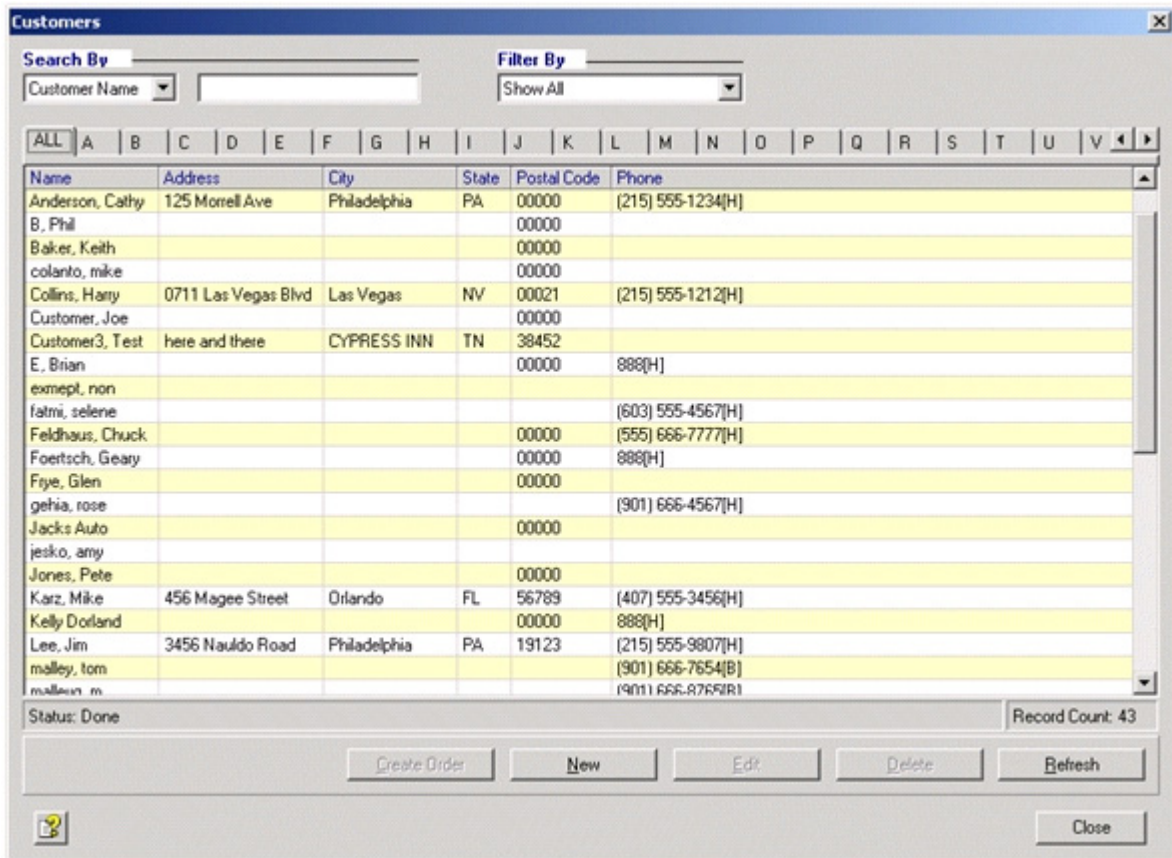 Customers
Search By Filter By
Customer Name Show All
ALL A B C D E F G H I J K L M N O P Q R S T U V
Name Address City State Postal Code Phone
Anderson, Cathy 125 Morrell Ave Philadelphia PA 00000 (215) 555-1234[H]
B, Phil 00000
Baker, Keith 00000
colanto, mike 00000
Collins, Harry 0711 Las Vegas Blvd Las Vegas NV 00021 (215) 555-1212[H]
Customer, Joe 00000
Customer3, Test here and there CYPRESS INN TN 38452
E, Brian 00000 888[H]
exmept, non
fatmi, selene (603) 555-4567[H]
Feldhaus, Chuck 00000 (555) 666-7777[H]
Foertsch, Geary 00000 888[H]
Frye, Glen 00000
gehia, rose (901) 666-4567[H]
Jacks Auto 00000
jesko, amy
Jones, Pete 00000
Karz, Mike 456 Magee Street Orlando FL 56789 (407) 555-3456[H]
Kelly Dorland 00000 888[H]
Lee, Jim 3456 Nauldo Road Philadelphia PA 19123 (215) 555-9807[H]
malley, tom (901) 666-7654[B]
(901) 666-8765[B]
Status: Done Record Count: 43
Create Order New Edit Delete Refresh
Close